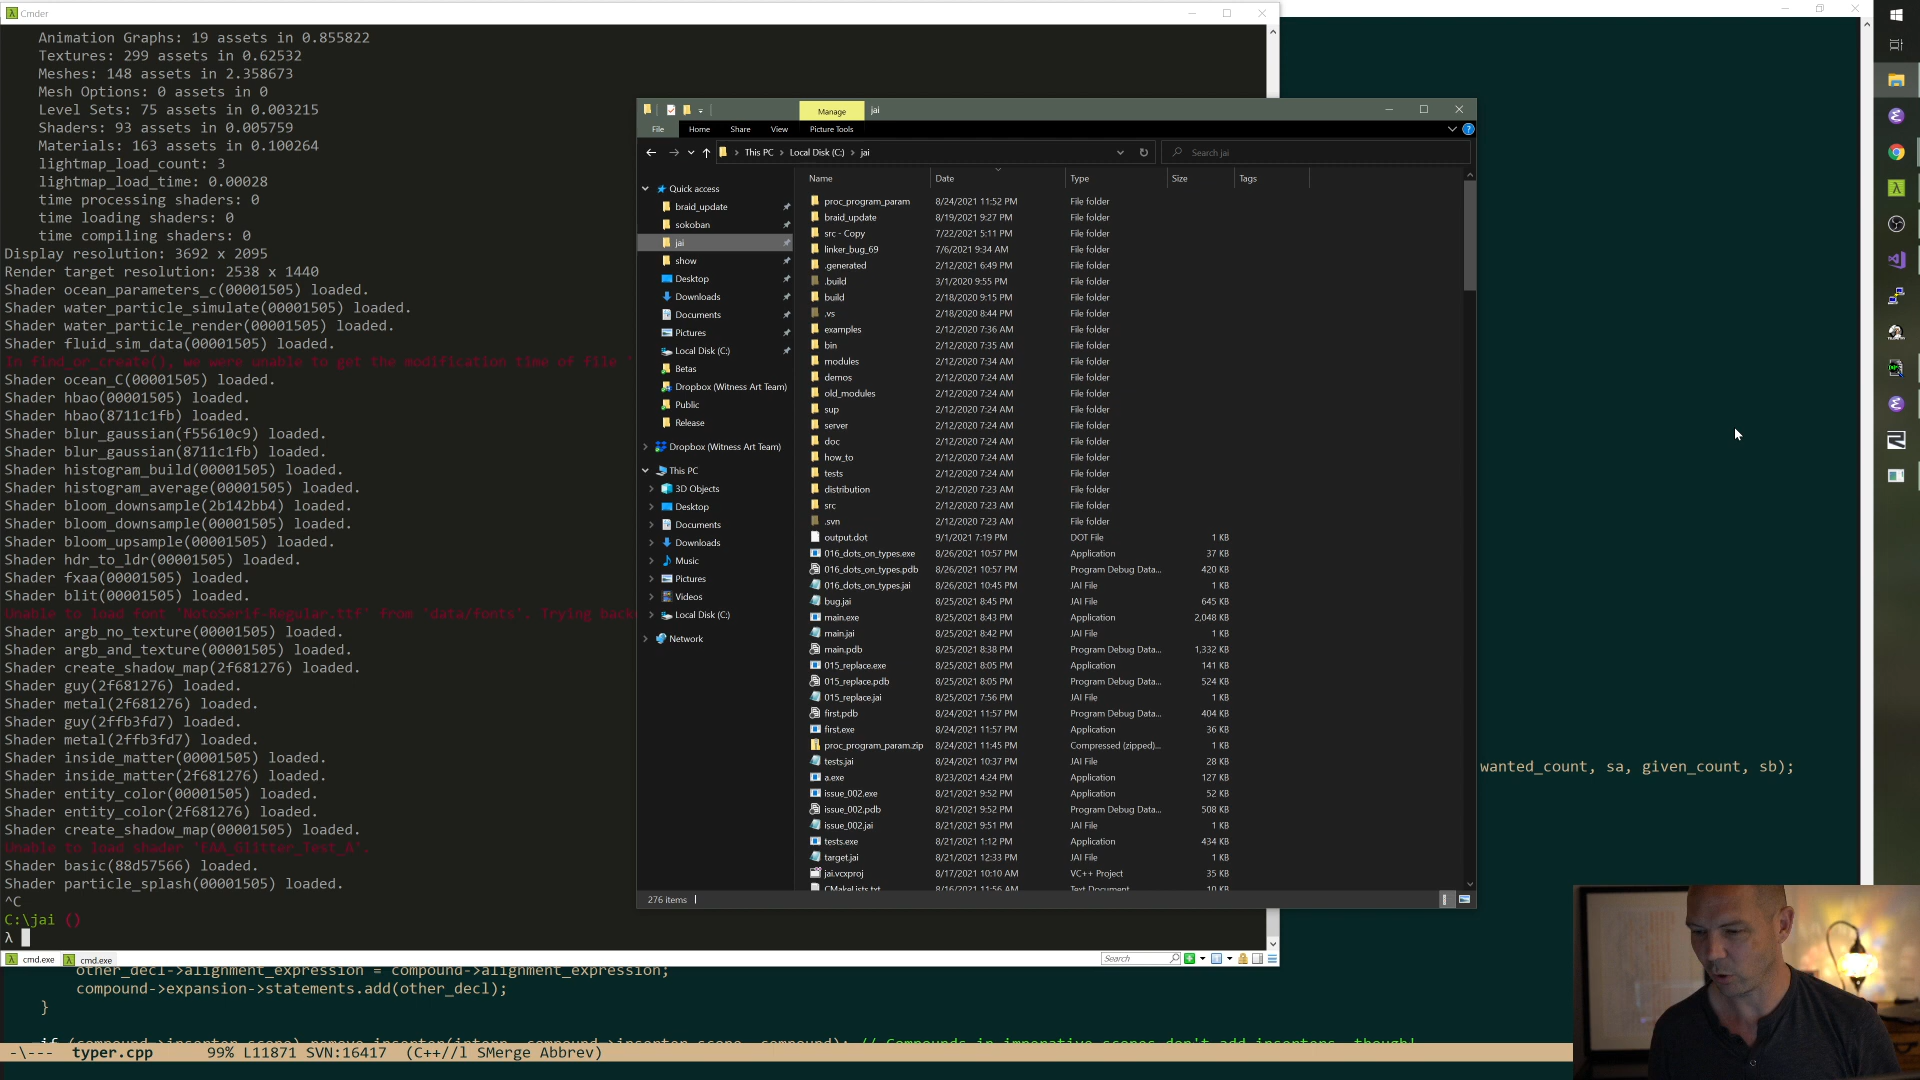 Cmder
Animation Graphs: 19 assets in 0.855822
Textures: 299 assets in 0.62532
Meshes: 148 assets in 2.358673
Mesh Options: 0 assets in 0
Level Sets: 75 assets in 0.003215
Shaders: 93 assets in 0.005759
Materials: 163 assets in 0.100264
lightmap_load_count: 3
lightmap_load_time: 0.00028
time processing shaders: 0
time loading shaders: 0
time compiling shaders: 0
Display resolution: 3692 x 2095
Render target resolution: 2538 x 1440
Shader ocean_parameters_c(00001505) loaded.
Shader water_particle_simulate(00001505) loaded.
Shader water_particle_render(00001505) loaded.
Shader fluid_sim_data(00001505) loaded.
In find_or_create(), we were unable to get the modification time of file '
Shader ocean_C(00001505) loaded.
Shader hbao(00001505) loaded.
Shader hbao(8711c1fb) loaded.
Shader blur_gaussian(f55610c9) loaded.
Shader blur_gaussian(8711c1fb) loaded.
Shader histogram_build(00001505) loaded.
Shader histogram_average(00001505) loaded.
Shader bloom_downsample(2b142bb4) loaded.
Shader bloom_downsample(00001505) loaded.
Shader bloom_upsample(00001505) loaded.
Shader hdr_to_ldr(00001505) loaded.
Shader fxaa(00001505) loaded.
Shader blit(00001505) loaded.
Unable to load font 'NotoSerif-Regular.ttf' from 'data/fonts'. Trying back
Shader argb_no_texture(00001505) loaded.
Shader argb_and_texture(00001505) loaded.
Shader create_shadow_map(2f681276) loaded.
Shader guy(2f681276) loaded.
Shader metal(2f681276) loaded.
Shader guy(2ffb3fd7) loaded.
Shader metal(2ffb3fd7) loaded.
Shader inside_matter(00001505) loaded.
Shader inside_matter(2f681276) loaded.
Shader entity_color(00001505) loaded.
Shader entity_color(2f681276) loaded.
Shader create_shadow_map(00001505) loaded.
Unable to load shader 'EAA_Glitter_Test_A'.
Shader basic(88d57566) loaded.
Shader particle_splash(00001505) loaded.
^C
C:\jai ()
λ
cmd.exe cmd.exe Search
Manage jai
File Home Share View Picture Tools
This PC Local Disk (C:) jai Search jai
Quick access
braid_update
sokoban
jai
show
Desktop
Downloads
Documents
Pictures
Local Disk (C:)
Betas
Dropbox (Witness Art Team)
Public
Release
Dropbox (Witness Art Team)
This PC
3D Objects
Desktop
Documents
Downloads
Music
Pictures
Videos
Local Disk (C:)
Network
Name Date Type Size Tags
proc_program_param 8/24/2021 11:52 PM File folder
braid_update 8/19/2021 9:27 PM File folder
src - Copy 7/22/2021 5:11 PM File folder
linker_bug_69 7/6/2021 9:34 AM File folder
.generated 2/12/2021 6:49 PM File folder
.build 3/1/2020 9:55 PM File folder
build 2/18/2020 9:15 PM File folder
.vs 2/18/2020 8:44 PM File folder
examples 2/12/2020 7:36 AM File folder
bin 2/12/2020 7:35 AM File folder
modules 2/12/2020 7:34 AM File folder
demos 2/12/2020 7:24 AM File folder
old_modules 2/12/2020 7:24 AM File folder
sup 2/12/2020 7:24 AM File folder
server 2/12/2020 7:24 AM File folder
doc 2/12/2020 7:24 AM File folder
how_to 2/12/2020 7:24 AM File folder
tests 2/12/2020 7:24 AM File folder
distribution 2/12/2020 7:23 AM File folder
src 2/12/2020 7:23 AM File folder
.svn 2/12/2020 7:23 AM File folder
output.dot 9/1/2021 7:19 PM DOT File 1 KB
016_dots_on_types.exe 8/26/2021 10:57 PM Application 37 KB
016_dots_on_types.pdb 8/26/2021 10:57 PM Program Debug Data... 420 KB
016_dots_on_types.jai 8/26/2021 10:45 PM JAI File 1 KB
bug.jai 8/25/2021 8:45 PM JAI File 645 KB
main.exe 8/25/2021 8:43 PM Application 2,048 KB
main.jai 8/25/2021 8:42 PM JAI File 1 KB
main.pdb 8/25/2021 8:38 PM Program Debug Data... 1,332 KB
015_replace.exe 8/25/2021 8:05 PM Application 141 KB
015_replace.pdb 8/25/2021 8:05 PM Program Debug Data... 524 KB
015_replace.jai 8/25/2021 7:56 PM JAI File 1 KB
first.pdb 8/24/2021 11:57 PM Program Debug Data... 404 KB
first.exe 8/24/2021 11:57 PM Application 36 KB
proc_program_param.zip 8/24/2021 11:45 PM Compressed (zipped)... 1 KB
tests.jai 8/24/2021 10:37 PM JAI File 28 KB
a.exe 8/23/2021 4:24 PM Application 127 KB
issue_002.exe 8/21/2021 9:52 PM Application 52 KB
issue_002.pdb 8/21/2021 9:52 PM Program Debug Data... 508 KB
issue_002.jai 8/21/2021 9:51 PM JAI File 1 KB
tests.exe 8/21/2021 1:12 PM Application 434 KB
target.jai 8/21/2021 12:33 PM JAI File 1 KB
jai.vcxproj 8/17/2021 10:10 AM VC++ Project 35 KB
CMakeLists.txt 8/16/2021 11:56 AM Text Document 10 KB
276 items
wanted_count, sa, given_count, sb);
other_decl->alignment_expression = compound->alignment_expression;
compound->expansion->statements.add(other_decl);
}
-\--- typer.cpp 99% L11871 SVN:16417 (C++//l SMerge Abbrev)